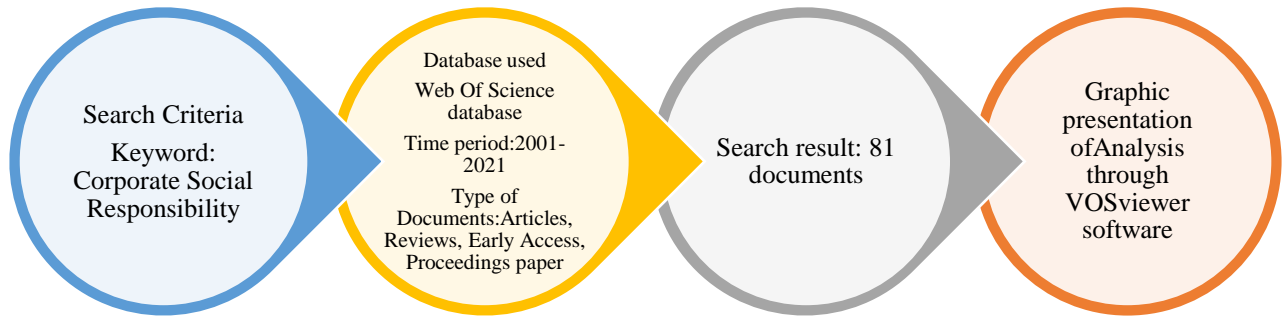 Search Criteria
Keyword:
Corporate Social
Responsibility
Database used
Web Of Science
database
Time period:2001-
2021
Type of
Documents:Articles,
Reviews, Early Access,
Proceedings paper
Search result: 81
documents
Graphic
presentation
ofAnalysis
through
VOSviewer
software